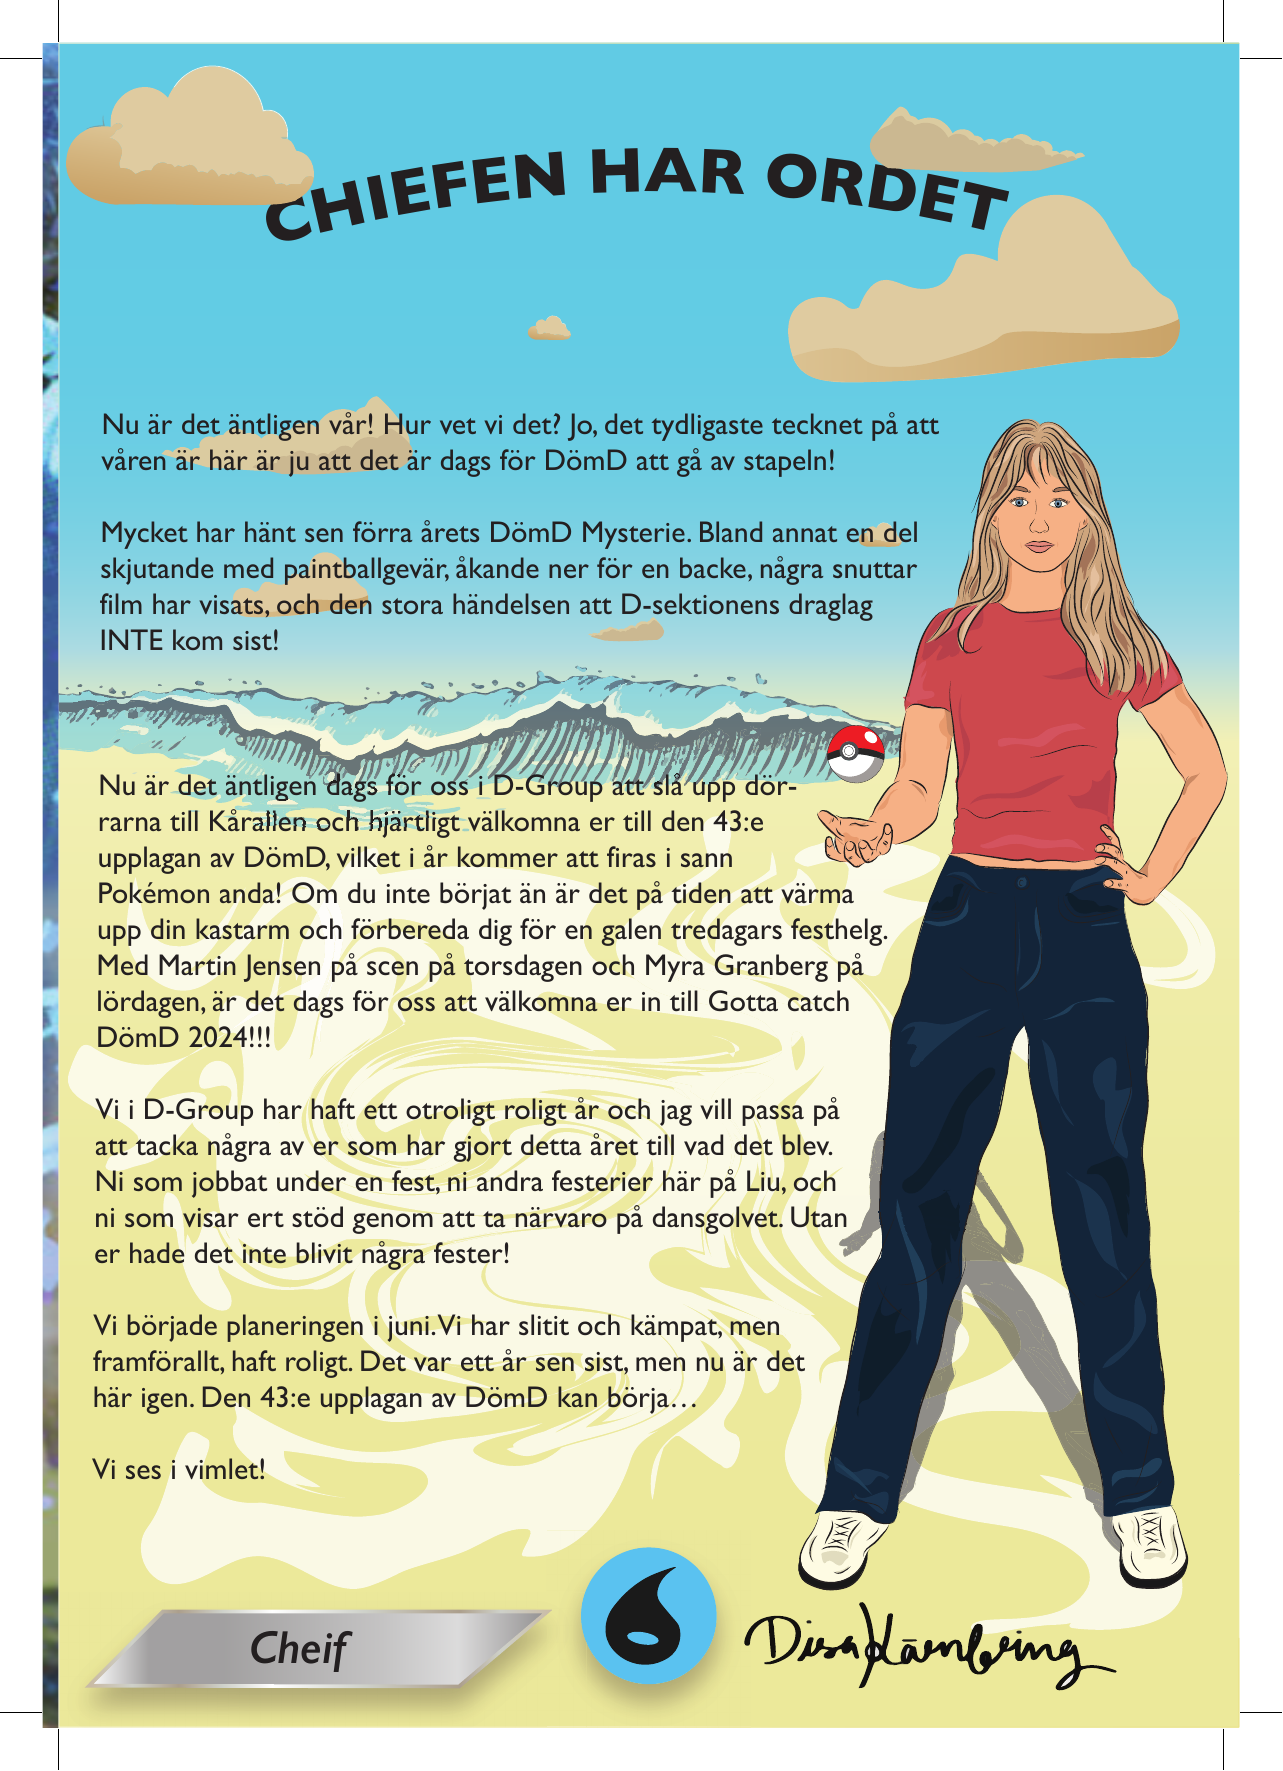 CHIEFEN HAR ORDET
Nu är det äntligen vår! Hur vet vi det? Jo, det tydligaste tecknet på att
våren är här är ju att det är dags för DömD att gå av stapeln!
Mycket har hänt sen förra årets DömD Mysterie. Bland annat en del
skjutande med paintballgevär, åkande ner för en backe, några snuttar
film har visats, och den stora händelsen att D-sektionens draglag
INTE kom sist!
Nu är det äntligen dags för oss i D-Group att slå upp dör-
rarna till Kårallen och hjärtligt välkomna er till den 43:e
upplagan av DömD, vilket i år kommer att firas i sann
Pokémon anda! Om du inte börjat än är det på tiden att värma
upp din kastarm och förbereda dig för en galen tredagars festhelg.
Med Martin Jensen på scen på torsdagen och Myra Granberg på
lördagen, är det dags för oss att välkomna er in till Gotta catch
DömD 2024!!!
Vi i D-Group har haft ett otroligt roligt år och jag vill passa på
att tacka några av er som har gjort detta året till vad det blev.
Ni som jobbat under en fest, ni andra festerier här på Liu, och
ni som visar ert stöd genom att ta närvaro på dansgolvet. Utan
er hade det inte blivit några fester!
Vi började planeringen i juni. Vi har slitit och kämpat, men
framförallt, haft roligt. Det var ett år sen sist, men nu är det
här igen. Den 43:e upplagan av DömD kan börja…
Vi ses i vimlet!
Cheif
Disa Kärnbring